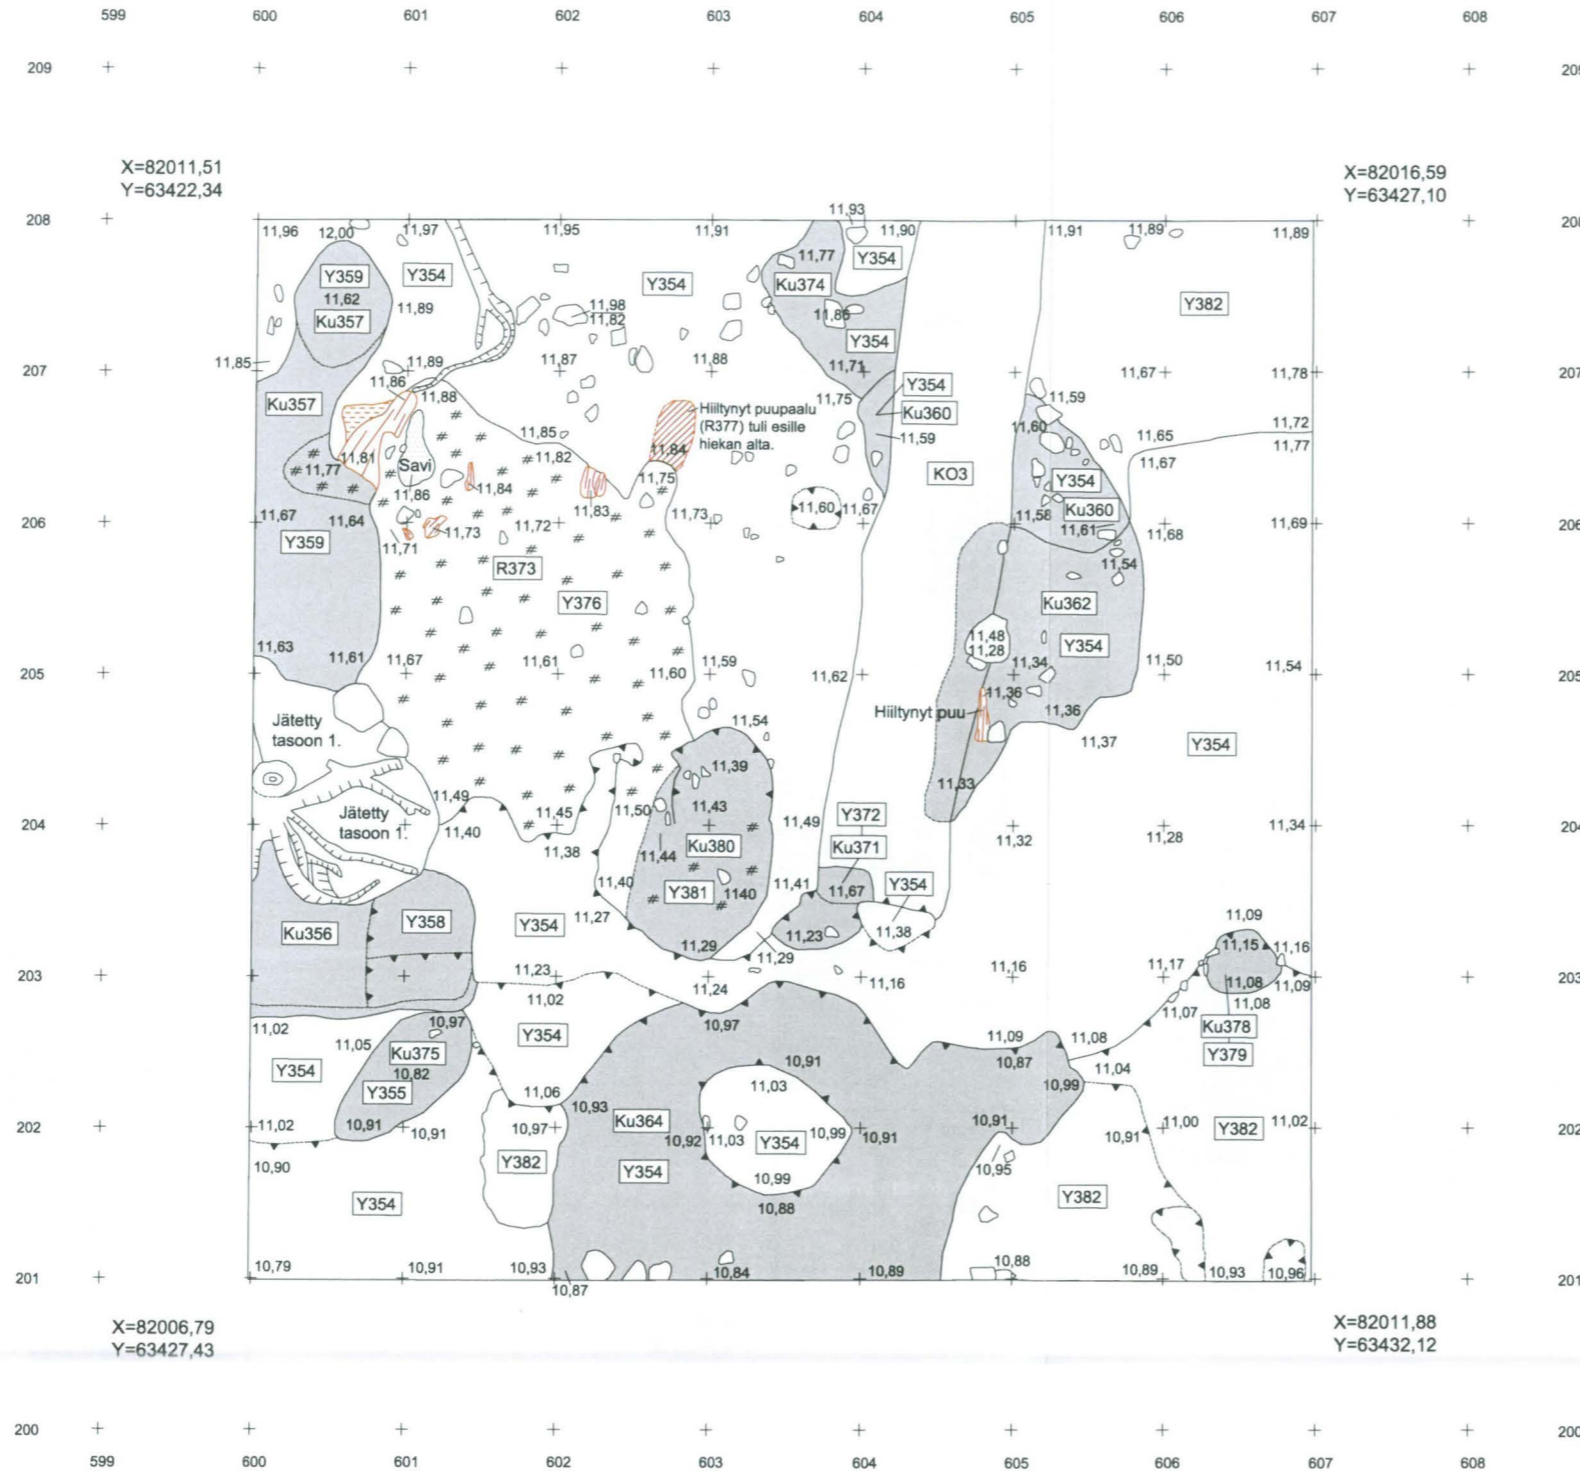 599 600 601 602 603 604 605 606 607 608
209 209
X=82011,51 X=82016,59
Y=63422,34 Y=63427,10
208 208
11,96 12,00 11,97 11,95 11,91 11,93 11,90 11,91 11,89 11,89
Y359 Y354 Y354 11,77 Y354
11,62 Ku374
Ku357 11,89 11,98 11,86 Y382
11,82
Y354
11,85 11,89 11,87 11,88 11,71
207 11,67 11,78 207
11,86 11,88 11,75 Y354 11,59
Ku357 Hiiltynyt puupaalu Ku360 11,72
(R377) tuli esille 11,60 11,65
11,85 hiekan alta. 11,59 11,77
11,81 11,82 11,84 11,67
11,77 Savi 11,75 KO3 Y354
11,86 11,84 11,83 11,60 11,67 Ku360
11,67 11,64 11,73 11,72 11,73 11,58 11,61 11,68 11,69
206 206
Y359 11,71
R373 11,54
Y376 Ku362
11,63 11,48 Y354
11,61 11,67 11,61 11,60 11,59 11,62 11,28 11,34 11,50 11,54
205 205
11,36
Jätetty Hiiltynyt puu 11,36
tasoon 1. 11,54 11,37 Y354
11,39 11,33
11,49 11,45 11,50 11,43 11,49 Y372
Jätetty
tasoon 1.
204 11,40 11,32 11,28 11,34 204
11,38 11,44 Ku380 Ku371
11,40 Y381 1140 11,41 11,67 Y354
Ku356 Y358 Y354 11,27 11,23 11,38 11,09
11,29 11,29 11,15 11,16
203 11,23 11,24 11,16 11,16 11,17 203
11,02 11,08 11,09
11,02 10,97 10,97 11,07 11,08
11,05 Ku375 Y354 11,09 11,08 Ku378
Y354 10,82 10,91 10,87 11,04 Y379
Y355 11,06 10,93 11,03 10,99
11,02 10,91 10,97 Ku364 10,99 10,91 10,91 11,00 Y382 11,02
202 10,91 10,92 11,03 Y354 10,91 202
10,90 Y382 Y354 10,99 10,95
Y354 10,88 Y382
10,79 10,91 10,93 10,84 10,89 10,88 10,89 10,93 10,96
201 10,87 201
X=82006,79 X=82011,88
Y=63427,43 Y=63432,12
200 200
599 600 601 602 603 604 605 606 607 608